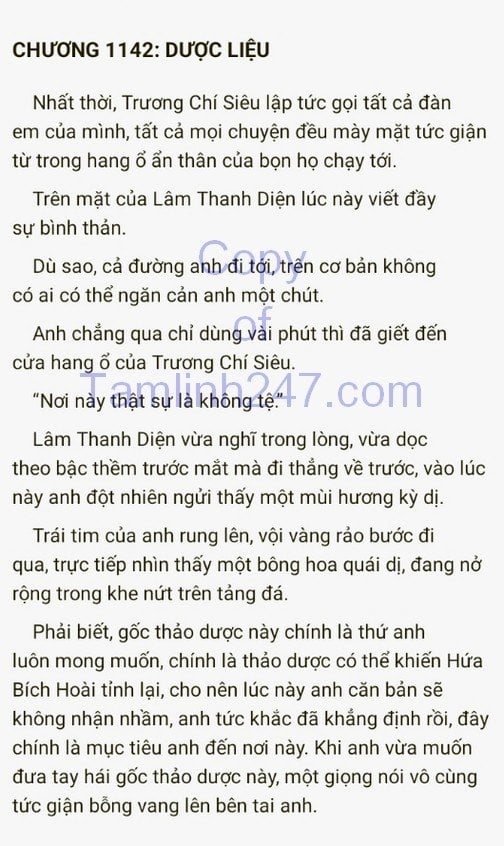 CHƯƠNG 1142: DƯỢC LIỆU
Nhất thời, Trương Chí Siêu lập tức gọi tất cả đàn
em của mình, tất cả mọi chuyện đều mày mặt tức giận
từ trong hang ổ ẩn thân của bọn họ chạy tới.
Trên mặt của Lâm Thanh Diện lúc này viết đầy
sự bình thản.
Dù sao, cả đường anh đi tới, trên cơ bản không
có ai có thể ngăn cản anh một chút.
Anh chẳng qua chỉ dùng vài phút thì đã giết đến
cửa hang ổ của Trương Chí Siêu.
“Nơi này thật sự là không tệ.”
Lâm Thanh Diện vừa nghĩ trong lòng, vừa dọc
theo bậc thềm trước mắt mà đi thẳng về trước, vào lúc
này anh đột nhiên ngửi thấy một mùi hương kỳ dị.
Trái tim của anh rung lên, vội vàng rảo bước đi
qua, trực tiếp nhìn thấy một bông hoa quái dị, đang nở
rộng trong khe nứt trên tảng đá.
Phải biết, gốc thảo dược này chính là thứ anh
luôn mong muốn, chính là thảo dược có thể khiến Hứa
Bích Hoài tỉnh lại, cho nên lúc này anh căn bản sẽ
không nhận nhầm, anh tức khắc đã khẳng định rồi, đây
chính là mục tiêu anh đến nơi này. Khi anh vừa muốn
đưa tay hái gốc thảo dược này, một giọng nói vô cùng
tức giận bỗng vang lên bên tai anh.
Copy
of
Tamlinh247.com